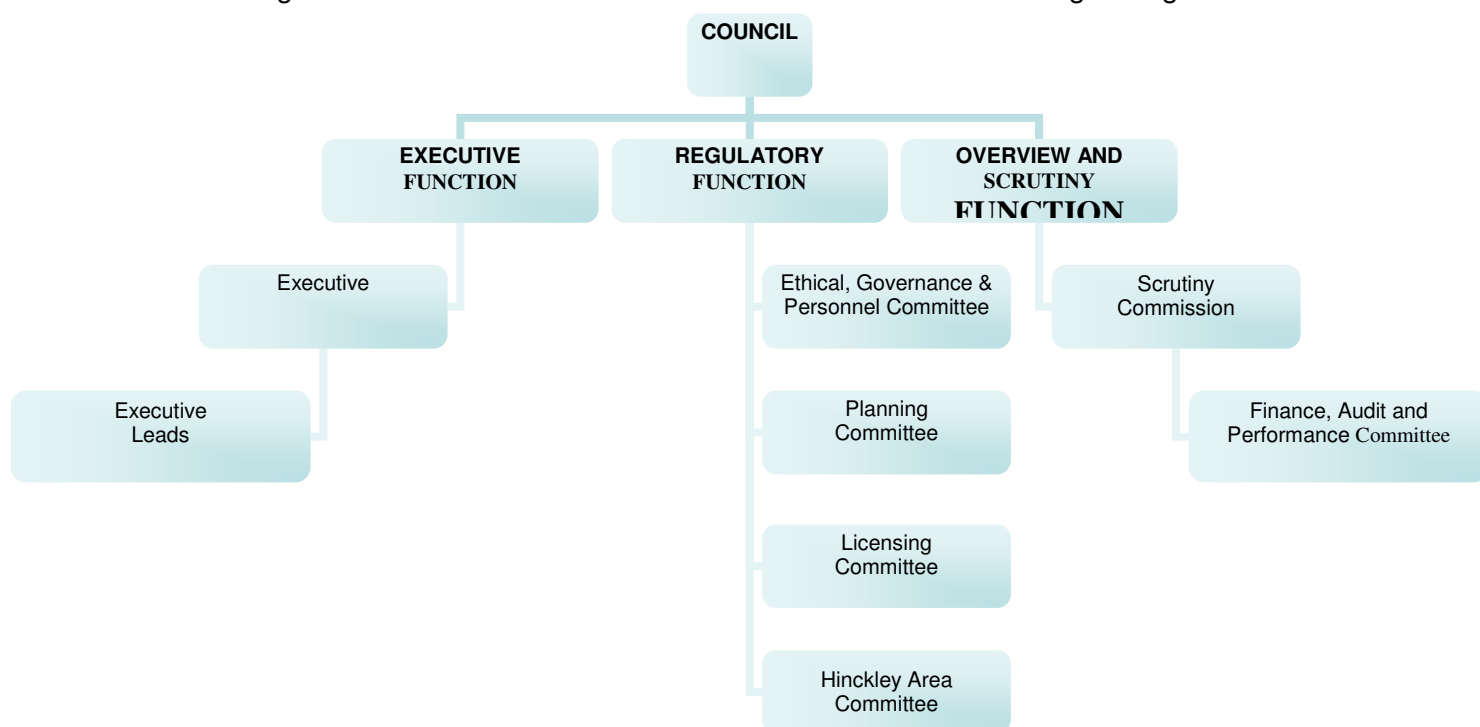 COUNCIL
EXECUTIVE
FUNCTION
REGULATORY
FUNCTION
OVERVIEW AND
SCRUTINY
FUNCTION
Executive
Ethical, Governance &
Personnel Committee
Scrutiny
Commission
Executive
Leads
Planning
Committee
Finance, Audit and
Performance Committee
Licensing
Committee
Hinckley Area
Committee